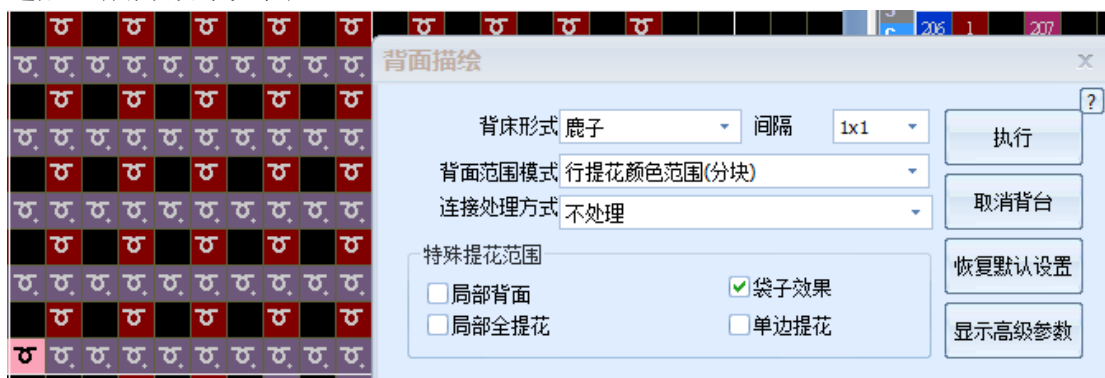 206 1 207
背面描绘
x
?
背床形式 鹿子 间隔 1x1 执行
背面范围模式 行提花颜色范围(分块)
连接处理方式 不处理 取消背台
特殊提花范围 恢复默认设置
局部背面 袋子效果
局部全提花 单边提花 显示高级参数